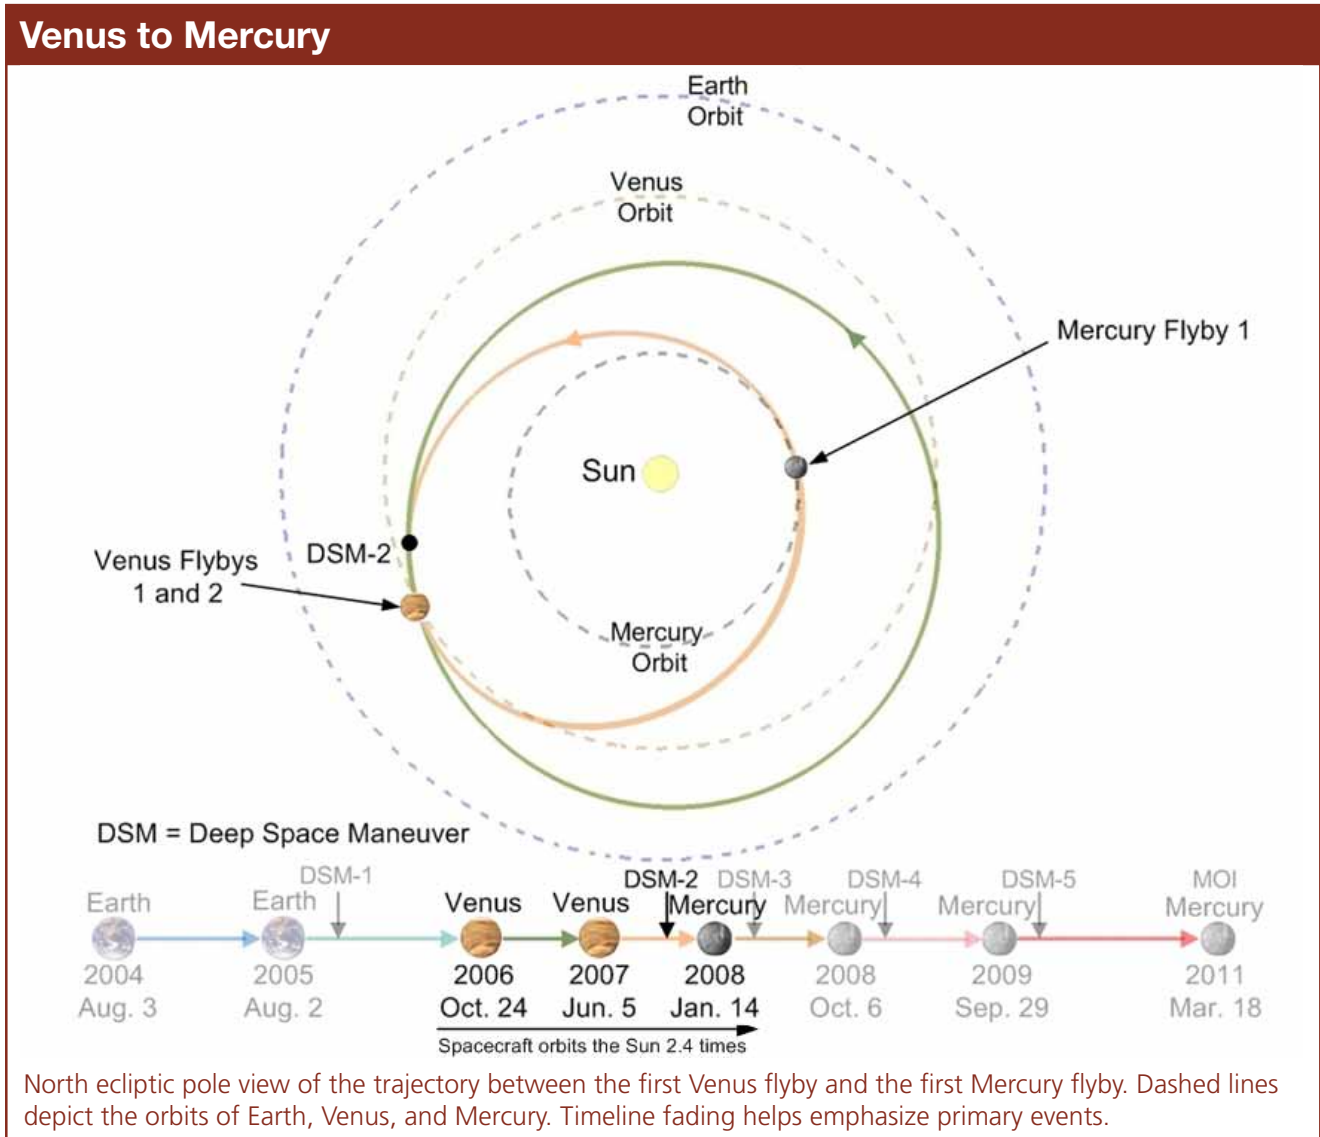 Venus to Mercury
Earth
Orbit
Venus
Orbit
Mercury Flyby 1
Sun
DSM-2
Venus Flybys
1 and 2
Mercury
Orbit
DSM = Deep Space Maneuver
DSM-1
DSM-2
DSM-3
DSM-4
DSM-5
MOI
Earth
Earth
Venus
Venus
Mercury
Mercury
Mercury
Mercury
2004
2005
2006
2007
2008
2008
2009
2011
Aug. 3
Aug. 2
Oct. 24
Jun. 5
Jan. 14
Oct. 6
Sep. 29
Mar. 18
Spacecraft orbits the Sun 2.4 times
North ecliptic pole view of the trajectory between the first Venus flyby and the first Mercury flyby. Dashed lines
depict the orbits of Earth, Venus, and Mercury. Timeline fading helps emphasize primary events.